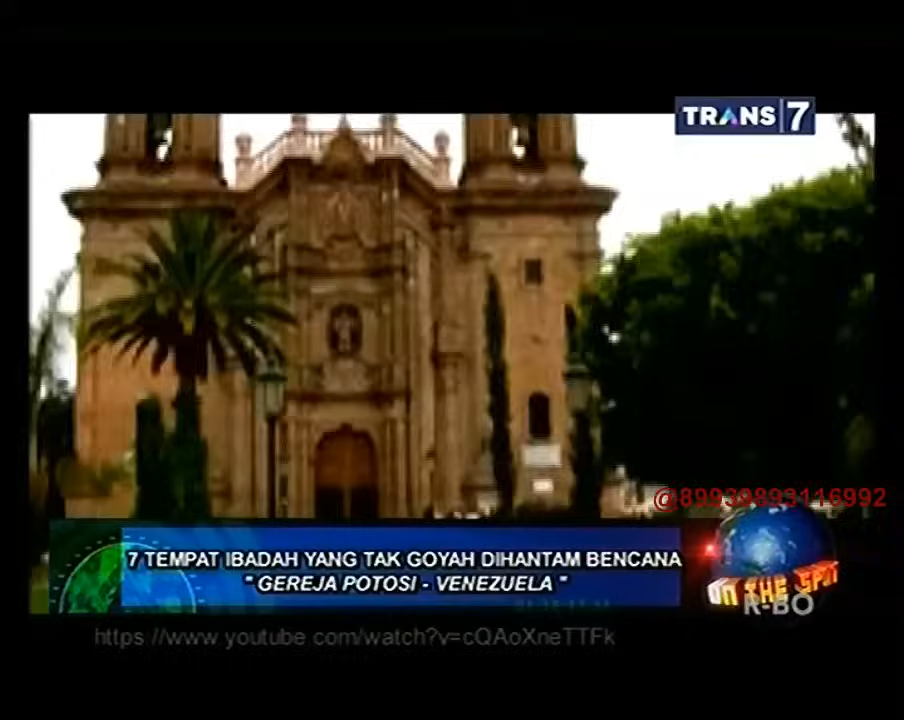 TRANS 7
@89939893116992
7 TEMPAT IBADAH YANG TAK GOYAH DIHANTAM BENCANA
" GEREJA POTOSI - VENEZUELA "
ON THE SPOT
R-BO
https://www.youtube.com/watch?v=cQAoXneTTFk